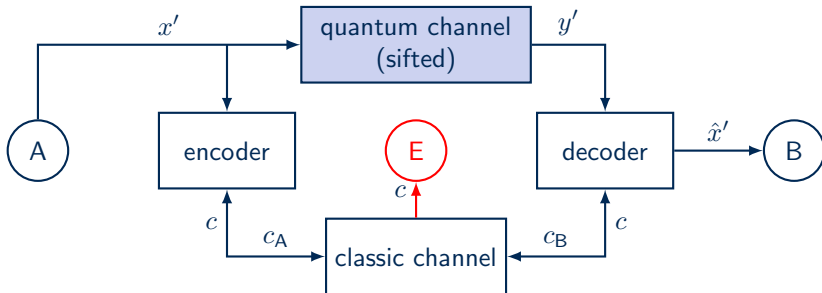 x′
quantum channel
(sifted)
y′
A
encoder
E
decoder
x̂′
B
c
c_A
c
classic channel
c_B
c